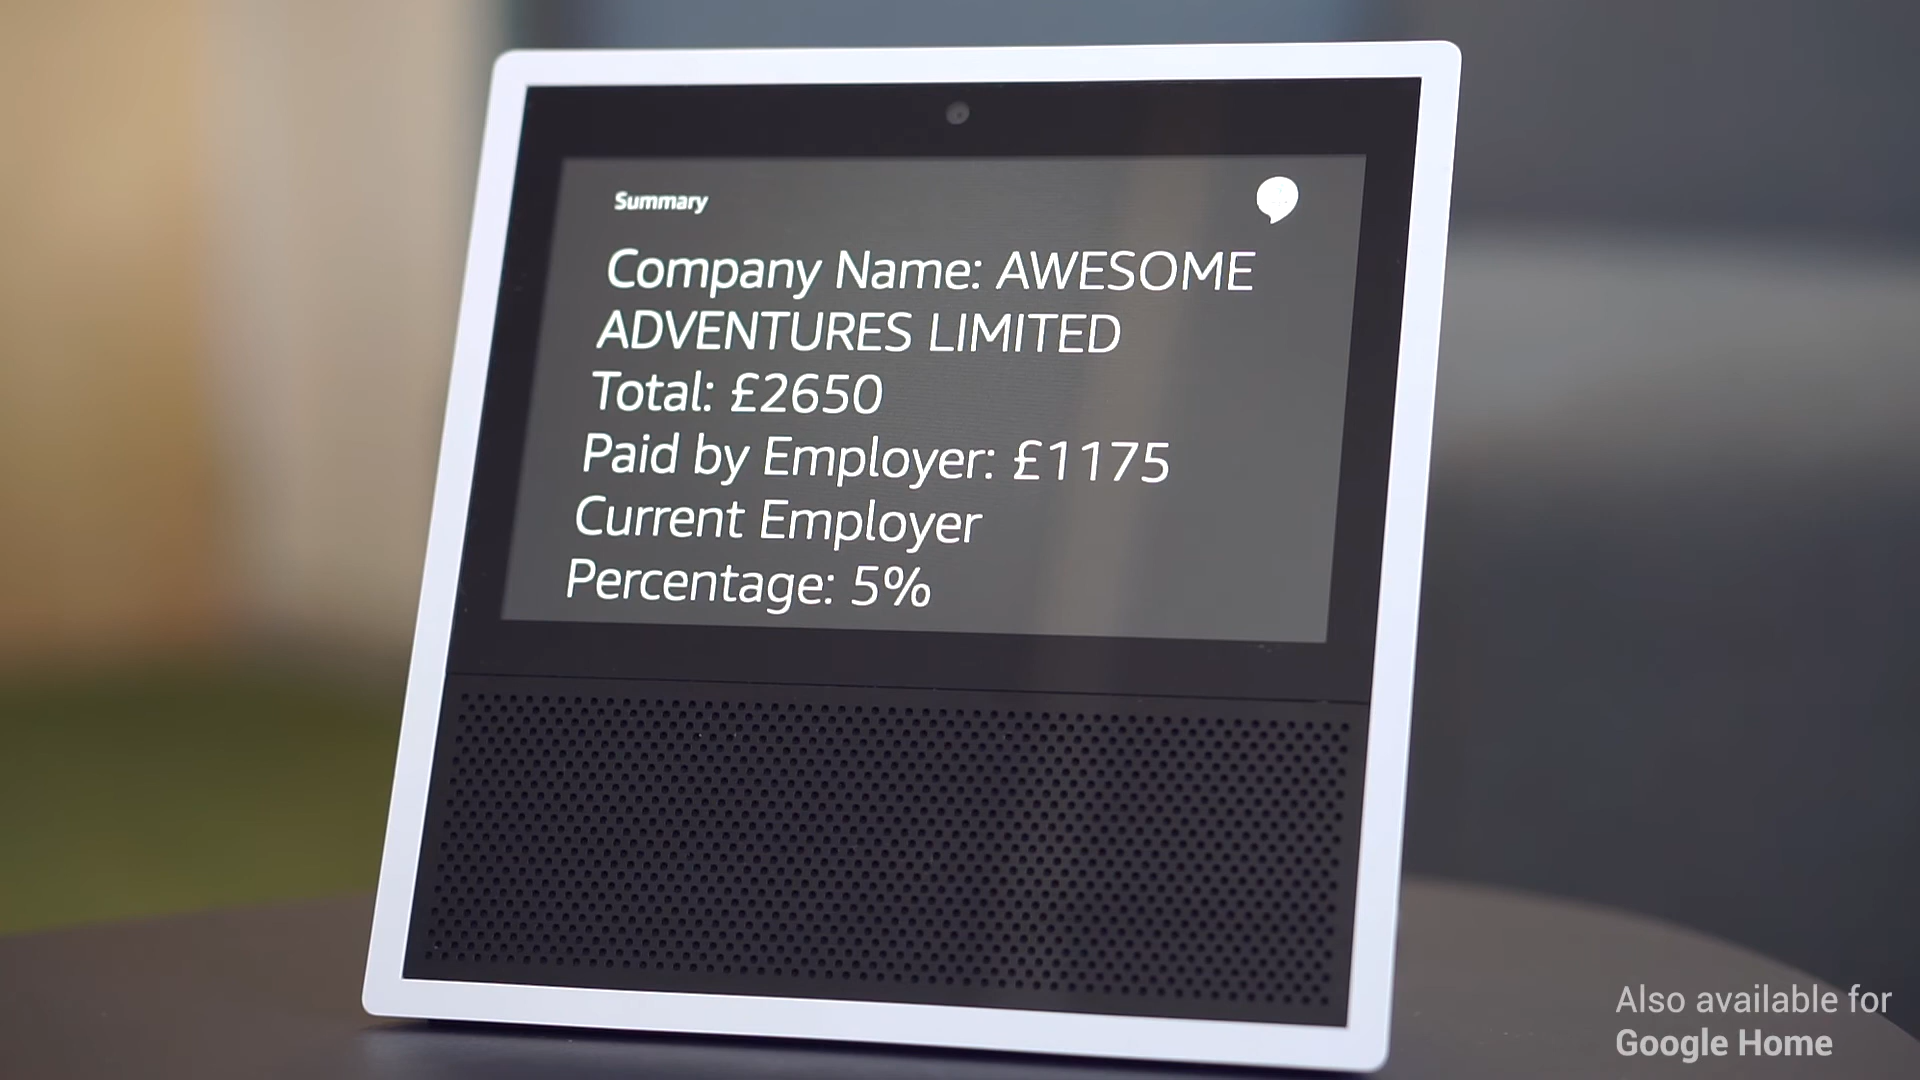 Summary
Company Name: AWESOME
ADVENTURES LIMITED
Total: £2650
Paid by Employer: £1175
Current Employer
Percentage: 5%
Also available for
Google Home